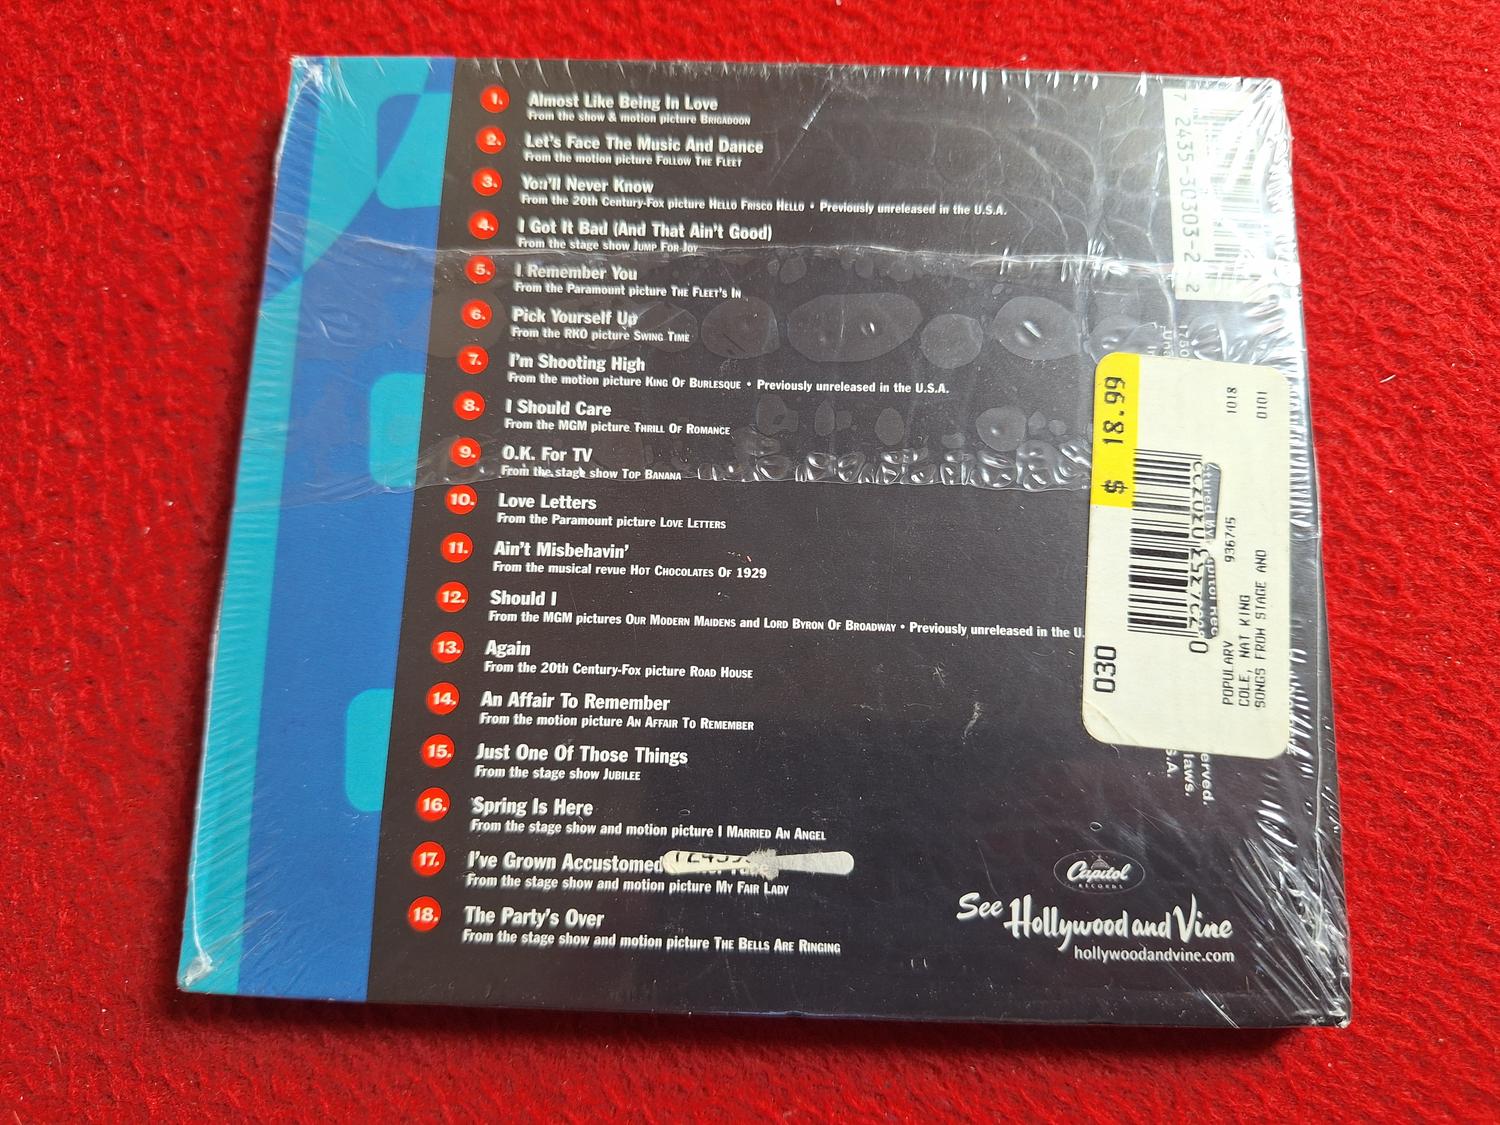 1. Almost Like Being In Love
From the show & motion picture BRIGADOON
2. Let's Face The Music And Dance
From the motion picture FOLLOW THE FLEET
3. You'll Never Know
From the 20th Century-Fox picture HELLO FRISCO HELLO • Previously unreleased in the U.S.A.
4. I Got It Bad (And That Ain't Good)
From the stage show JUMP FOR JOY
5. I Remember You
From the Paramount picture THE FLEET'S IN
6. Pick Yourself Up
From the RKO picture SWING TIME
7. I'm Shooting High
From the motion picture KING OF BURLESQUE • Previously unreleased in the U.S.A.
8. I Should Care
From the MGM picture THRILL OF ROMANCE
9. O.K. For TV
From the stage show TOP BANANA
10. Love Letters
From the Paramount picture LOVE LETTERS
11. Ain't Misbehavin'
From the musical revue HOT CHOCOLATES OF 1929
12. Should I
From the MGM pictures OUR MODERN MAIDENS and LORD BYRON OF BROADWAY • Previously unreleased in the U.
13. Again
From the 20th Century-Fox picture ROAD HOUSE
14. An Affair To Remember
From the motion picture AN AFFAIR TO REMEMBER
15. Just One Of Those Things
From the stage show JUBILEE
16. Spring Is Here
From the stage show and motion picture I MARRIED AN ANGEL
17. I've Grown Accustomed
From the stage show and motion picture MY FAIR LADY
18. The Party's Over
From the stage show and motion picture THE BELLS ARE RINGING
7 2435-30303-2 2
$ 18.99
1018
0101
030
936745
POPULARV
COLE, NAT KING
SONGS FROM STAGE AND
erved.
laws.
S.A.
Capitol
RECORDS
See Hollywood and Vine
hollywoodandvine.com